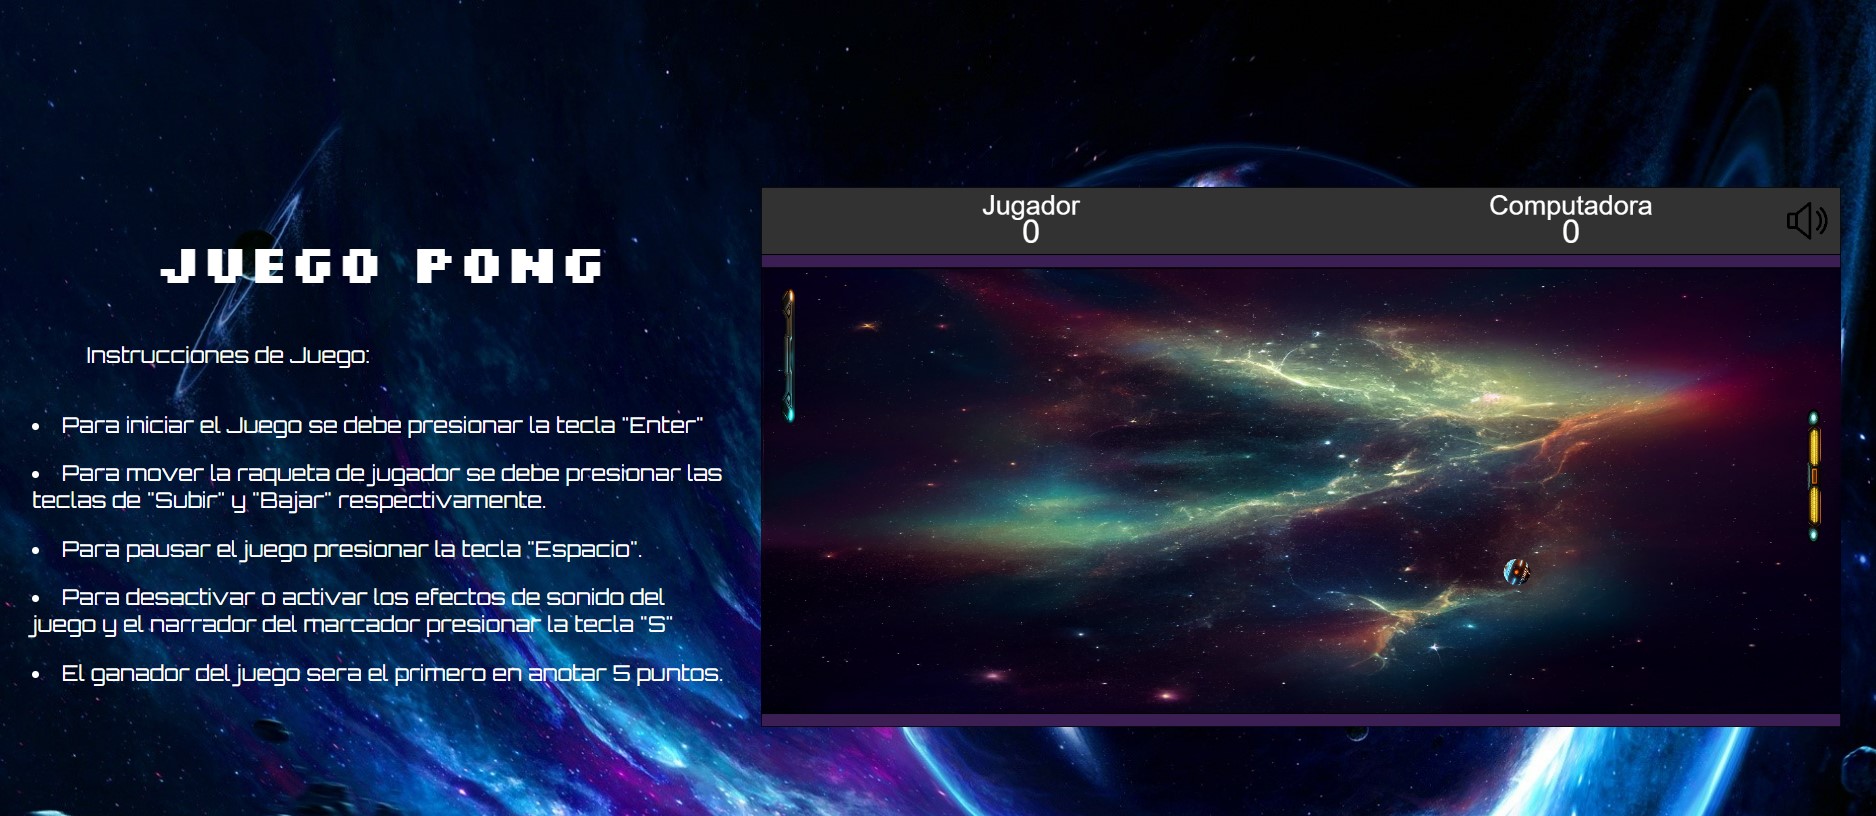 JUEGO PONG
Instrucciones de Juego:
• Para iniciar el Juego se debe presionar la tecla "Enter"
• Para mover la raqueta de jugador se debe presionar las
teclas de "Subir" y "Bajar" respectivamente.
• Para pausar el juego presionar la tecla "Espacio".
• Para desactivar o activar los efectos de sonido del
juego y el narrador del marcador presionar la tecla "S"
• El ganador del juego sera el primero en anotar 5 puntos.
Jugador
0
Computadora
0